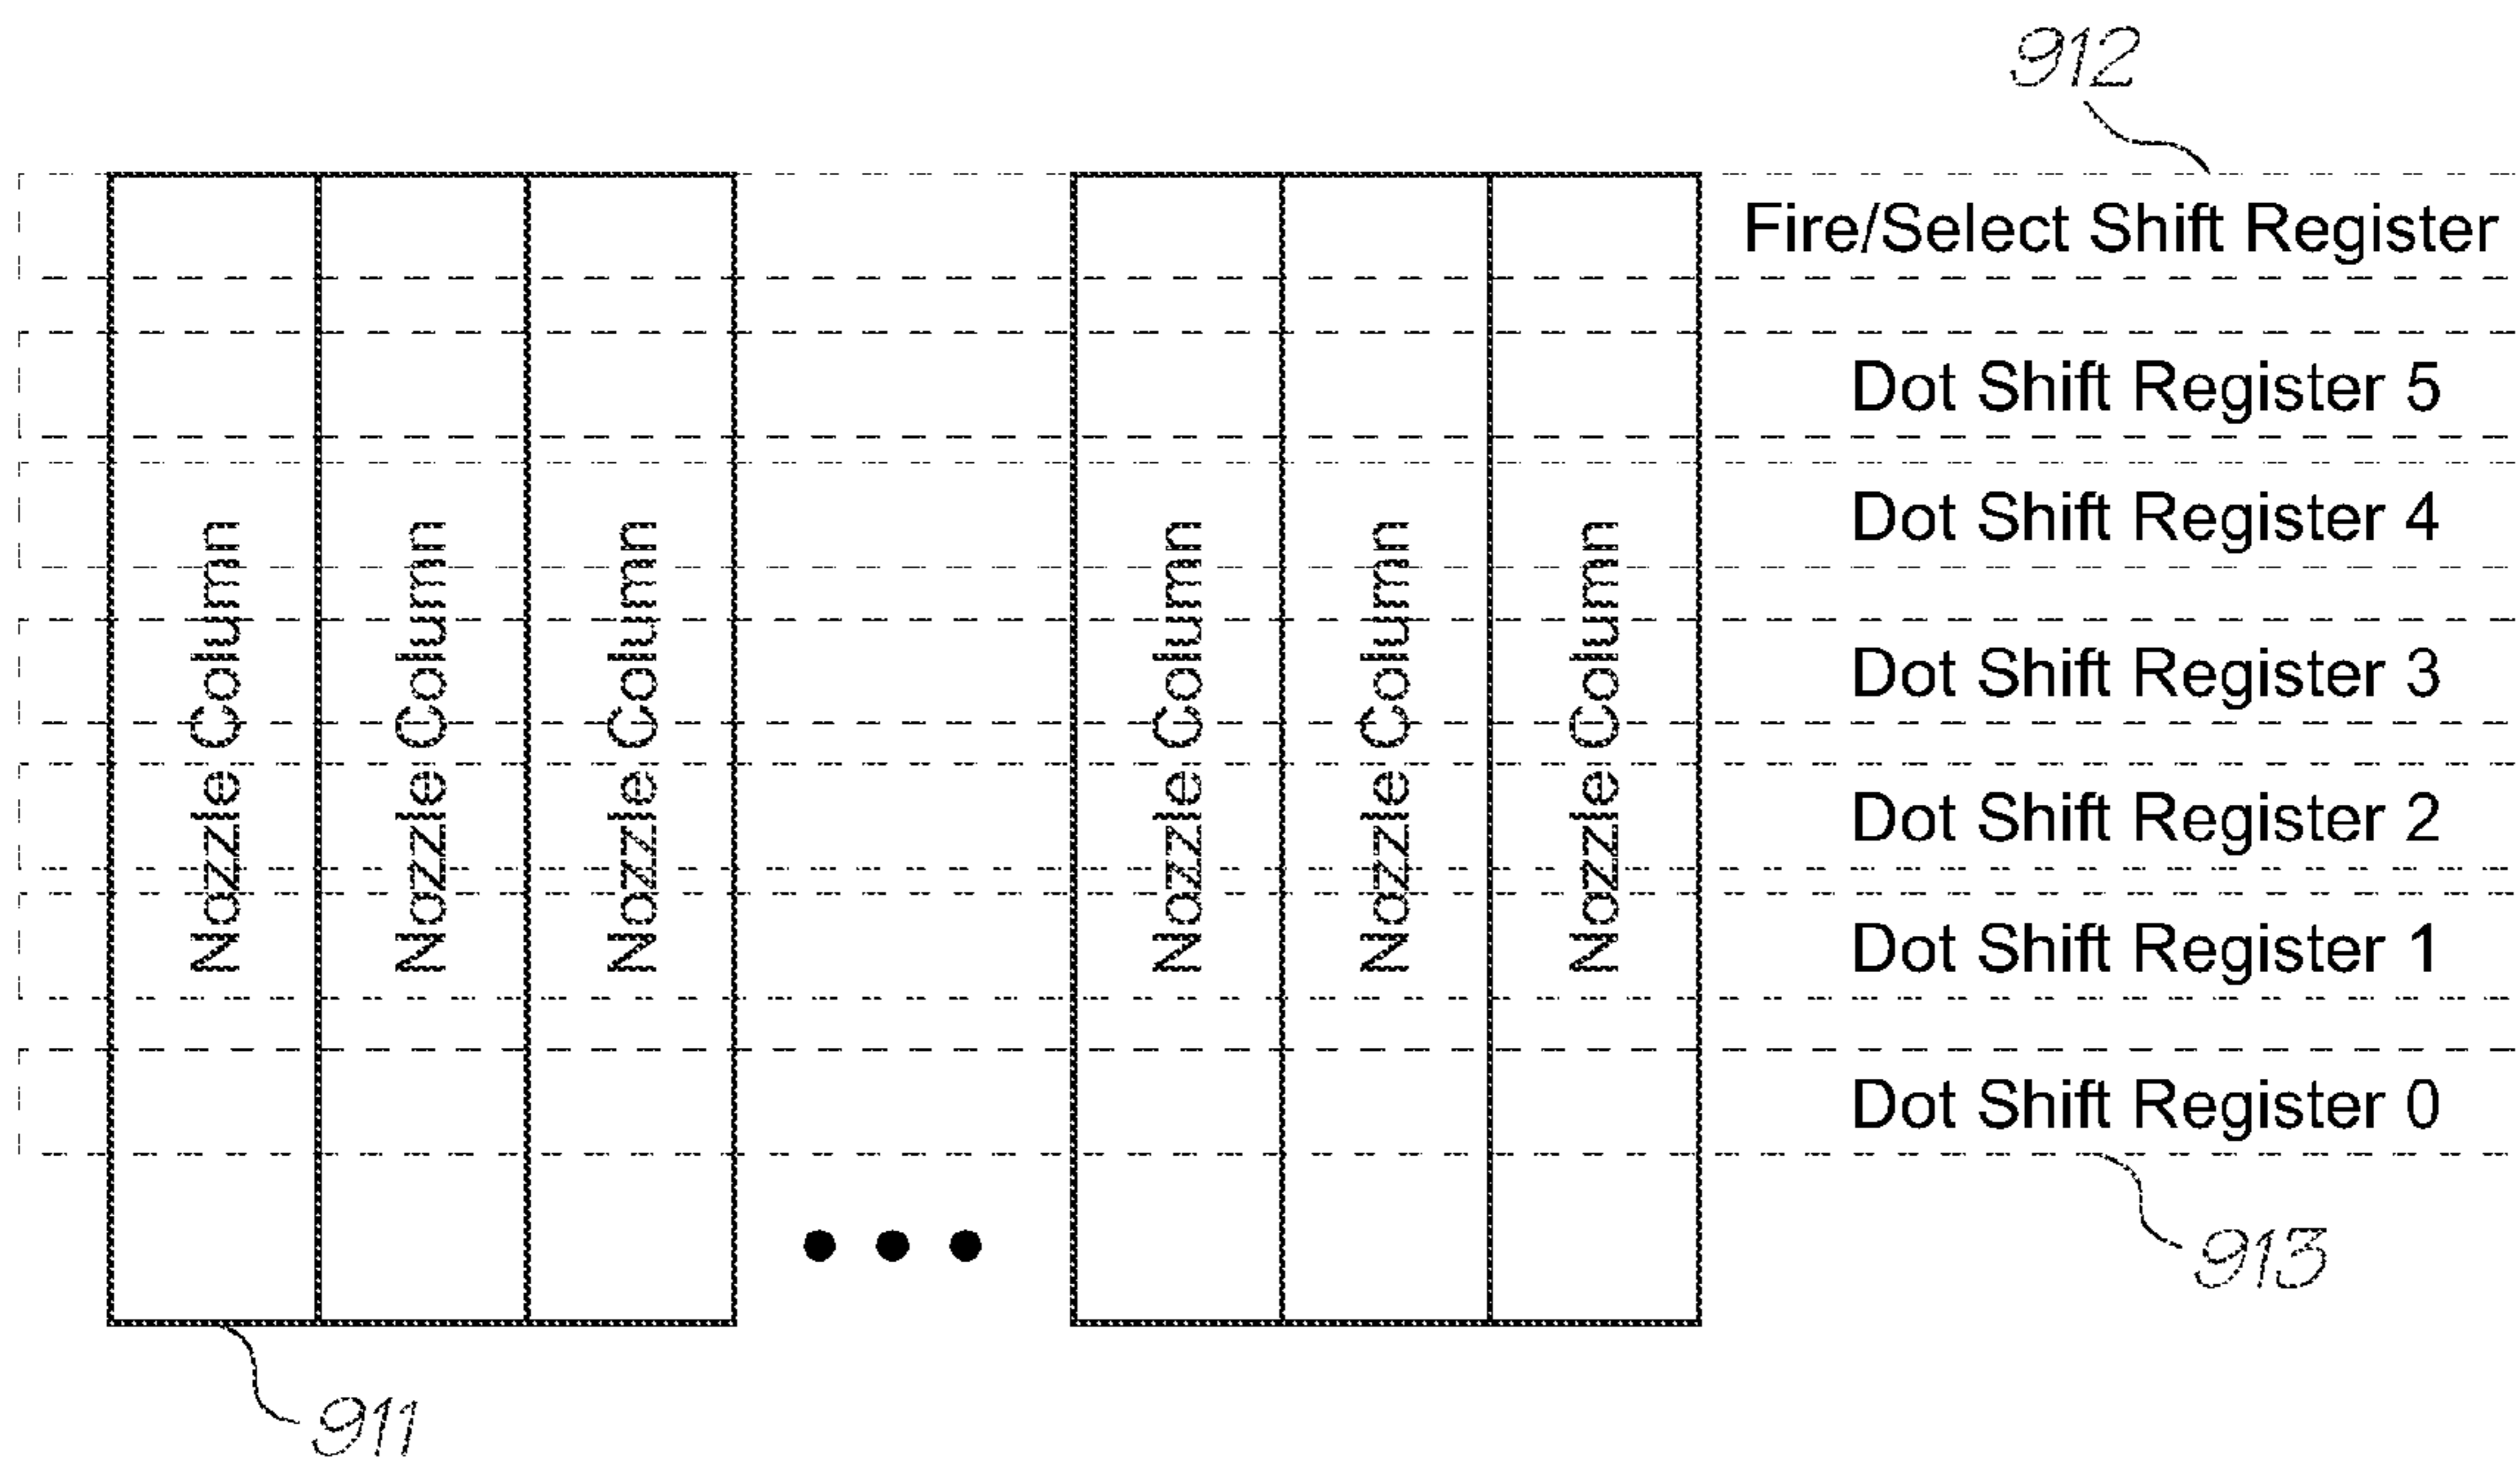 912
Fire/Select Shift Register
Dot Shift Register 5
Dot Shift Register 4
Dot Shift Register 3
Dot Shift Register 2
Dot Shift Register 1
Dot Shift Register 0
Nozzle Column
Nozzle Column
Nozzle Column
Nozzle Column
Nozzle Column
Nozzle Column
913
911